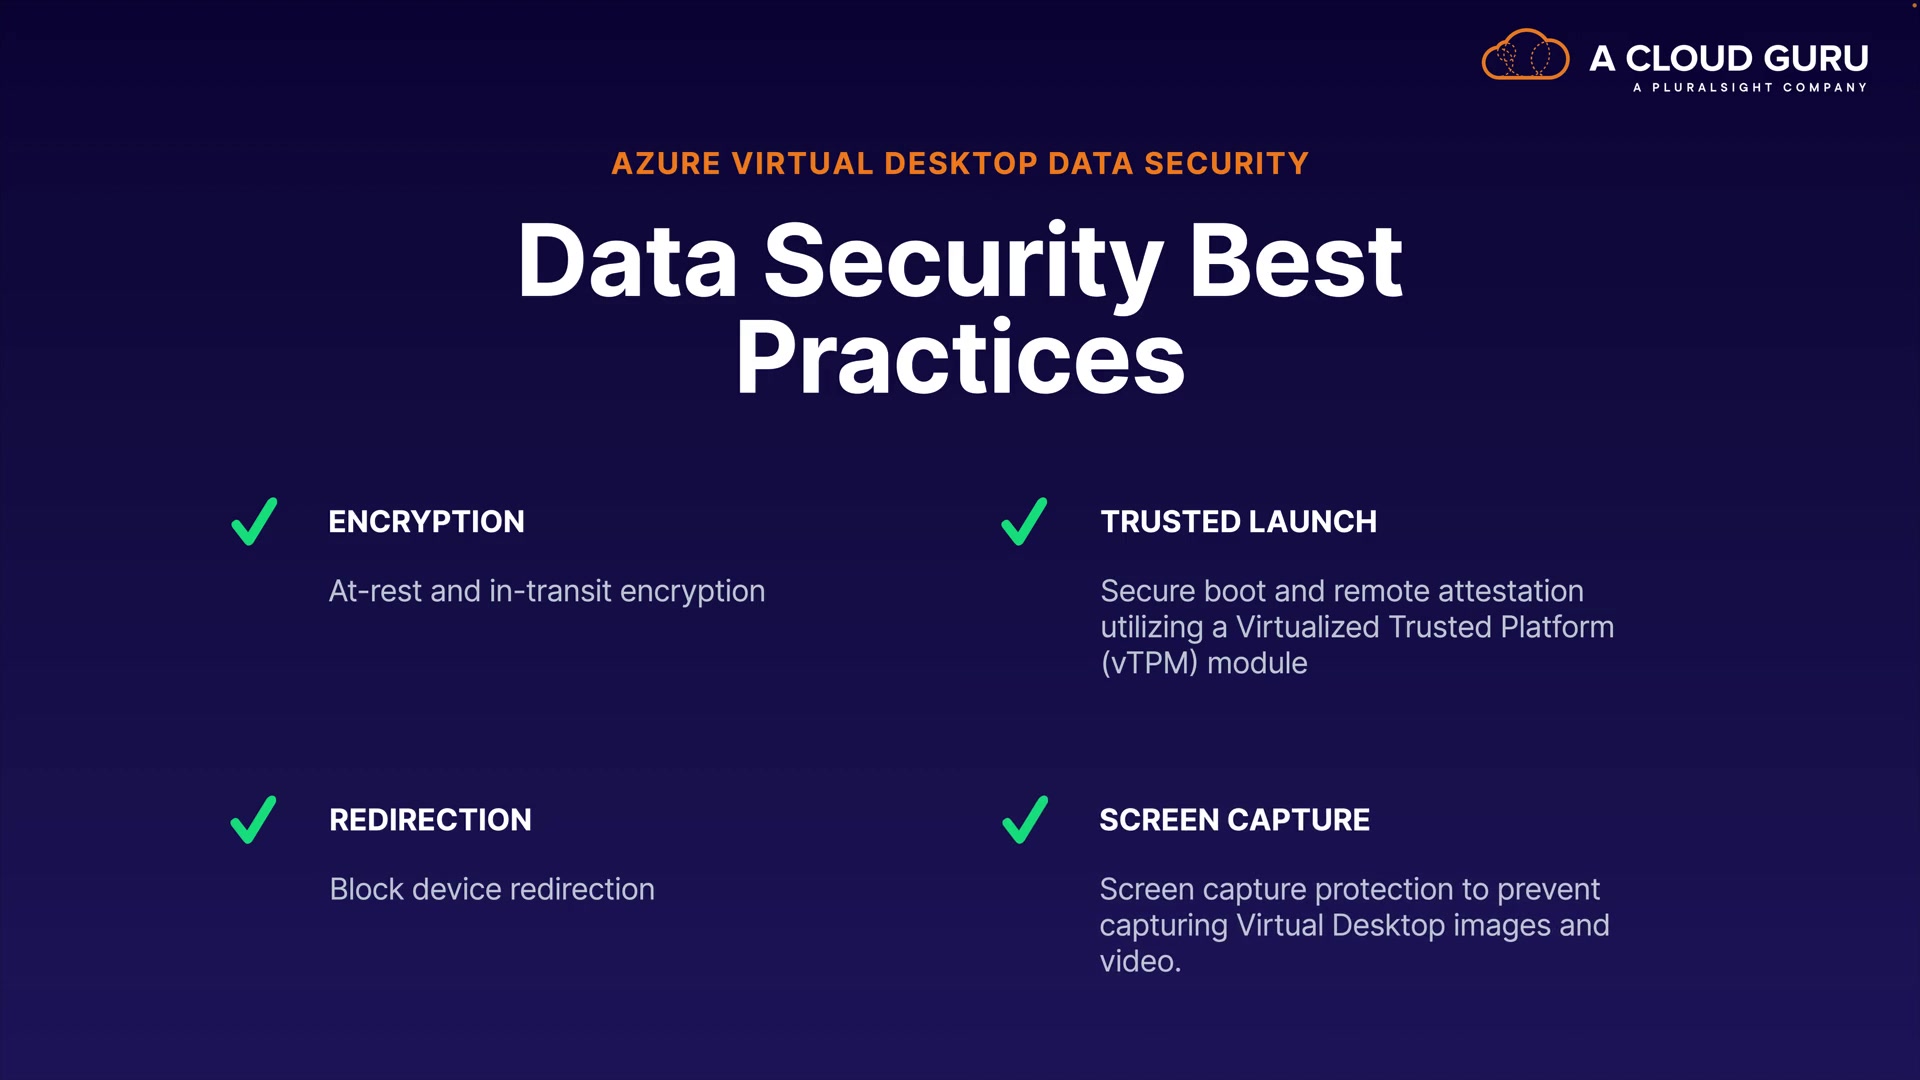 A CLOUD GURU
A PLURALSIGHT COMPANY
AZURE VIRTUAL DESKTOP DATA SECURITY
Data Security Best
Practices
ENCRYPTION
At-rest and in-transit encryption
TRUSTED LAUNCH
Secure boot and remote attestation
utilizing a Virtualized Trusted Platform
(vTPM) module
REDIRECTION
Block device redirection
SCREEN CAPTURE
Screen capture protection to prevent
capturing Virtual Desktop images and
video.